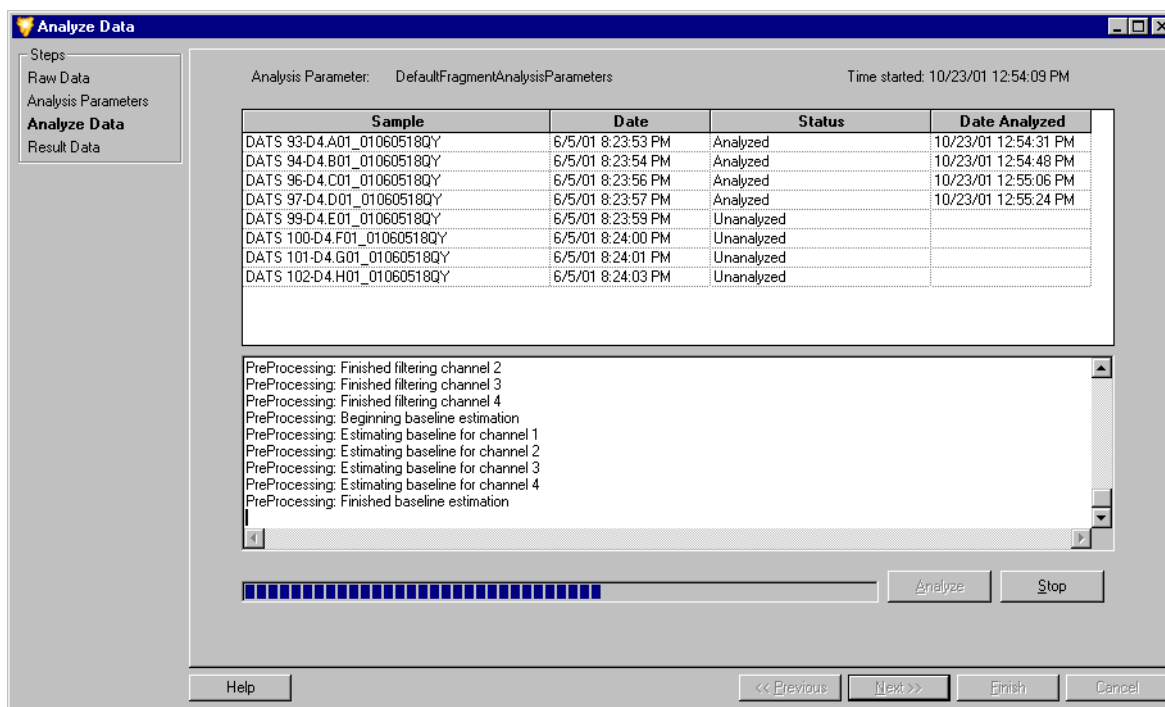 Analyze Data
Steps
Raw Data
Analysis Parameters
Analyze Data
Result Data
Analysis Parameter: DefaultFragmentAnalysisParameters Time started: 10/23/01 12:54:09 PM
Sample Date Status Date Analyzed
DATS 93-D4.A01_01060518QY 6/5/01 8:23:53 PM Analyzed 10/23/01 12:54:31 PM
DATS 94-D4.B01_01060518QY 6/5/01 8:23:54 PM Analyzed 10/23/01 12:54:48 PM
DATS 96-D4.C01_01060518QY 6/5/01 8:23:56 PM Analyzed 10/23/01 12:55:06 PM
DATS 97-D4.D01_01060518QY 6/5/01 8:23:57 PM Analyzed 10/23/01 12:55:24 PM
DATS 99-D4.E01_01060518QY 6/5/01 8:23:59 PM Unanalyzed
DATS 100-D4.F01_01060518QY 6/5/01 8:24:00 PM Unanalyzed
DATS 101-D4.G01_01060518QY 6/5/01 8:24:01 PM Unanalyzed
DATS 102-D4.H01_01060518QY 6/5/01 8:24:03 PM Unanalyzed
PreProcessing: Finished filtering channel 2
PreProcessing: Finished filtering channel 3
PreProcessing: Finished filtering channel 4
PreProcessing: Beginning baseline estimation
PreProcessing: Estimating baseline for channel 1
PreProcessing: Estimating baseline for channel 2
PreProcessing: Estimating baseline for channel 3
PreProcessing: Estimating baseline for channel 4
PreProcessing: Finished baseline estimation
Analyze Stop
Help << Previous Next >> Finish Cancel